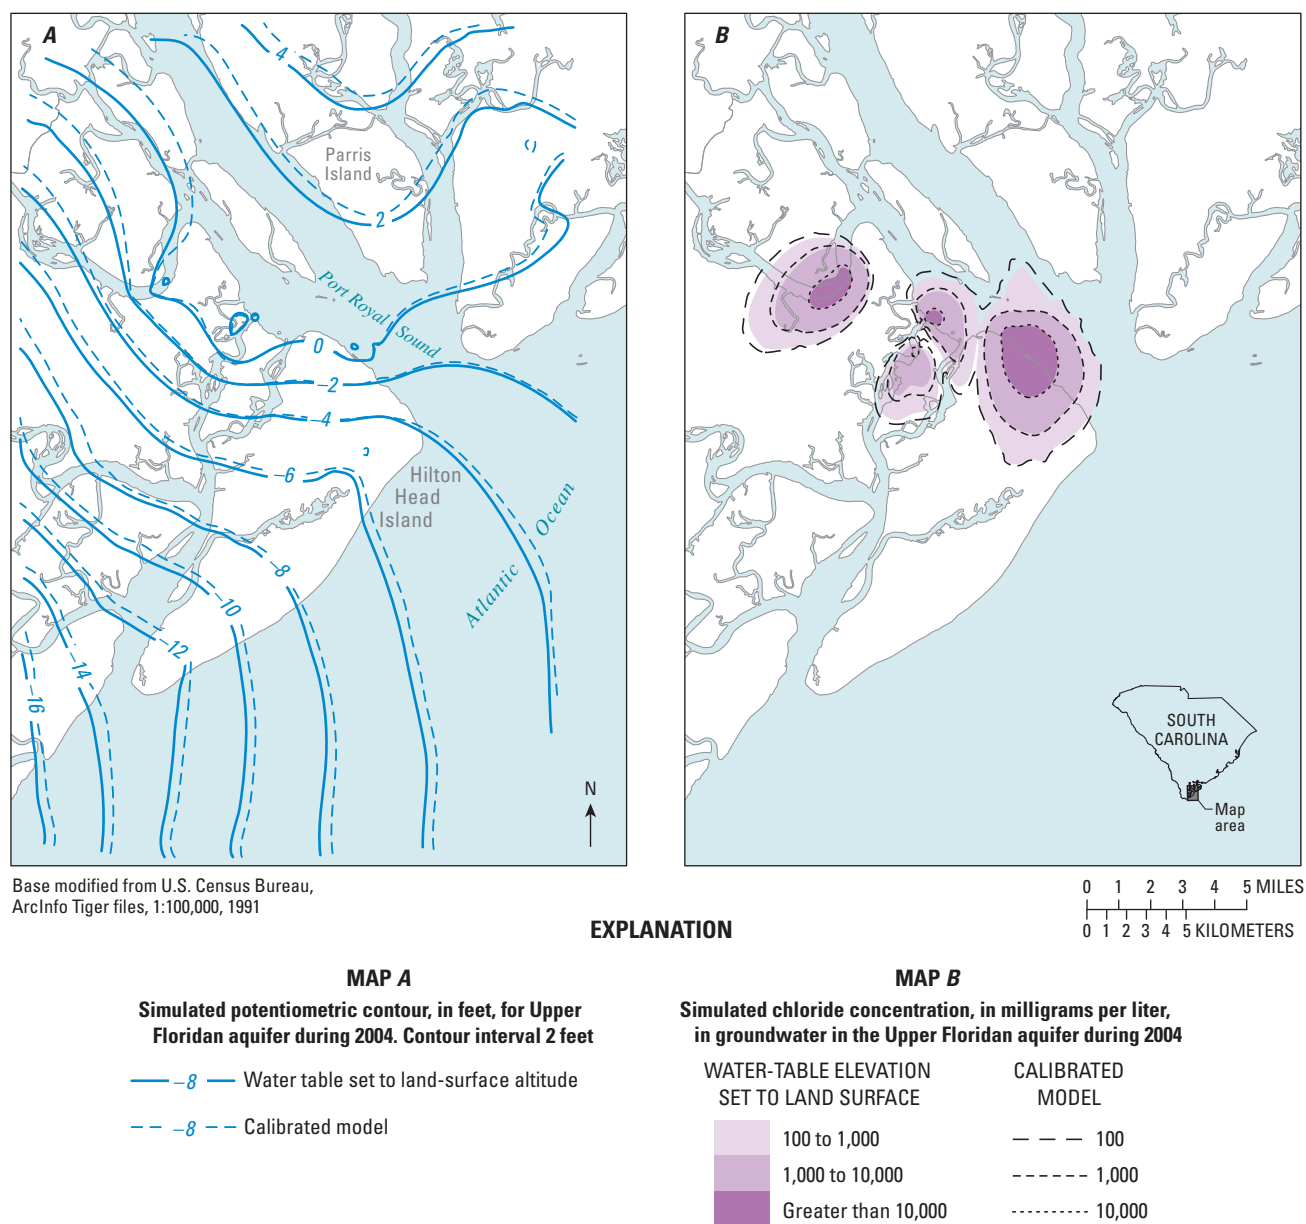 A
4
Parris
Island
2
Port Royal Sound
0
−2
−4
−6
Hilton
Head
Island
Atlantic Ocean
−8
−10
−12
−14
−16
N
B
SOUTH
CAROLINA
Map
area
Base modified from U.S. Census Bureau,
ArcInfo Tiger files, 1:100,000, 1991
0 1 2 3 4 5 MILES
0 1 2 3 4 5 KILOMETERS
EXPLANATION
MAP A
Simulated potentiometric contour, in feet, for Upper
Floridan aquifer during 2004. Contour interval 2 feet
−8 Water table set to land-surface altitude
−8 Calibrated model
MAP B
Simulated chloride concentration, in milligrams per liter,
in groundwater in the Upper Floridan aquifer during 2004
WATER-TABLE ELEVATION
SET TO LAND SURFACE
100 to 1,000
1,000 to 10,000
Greater than 10,000
CALIBRATED
MODEL
100
1,000
10,000